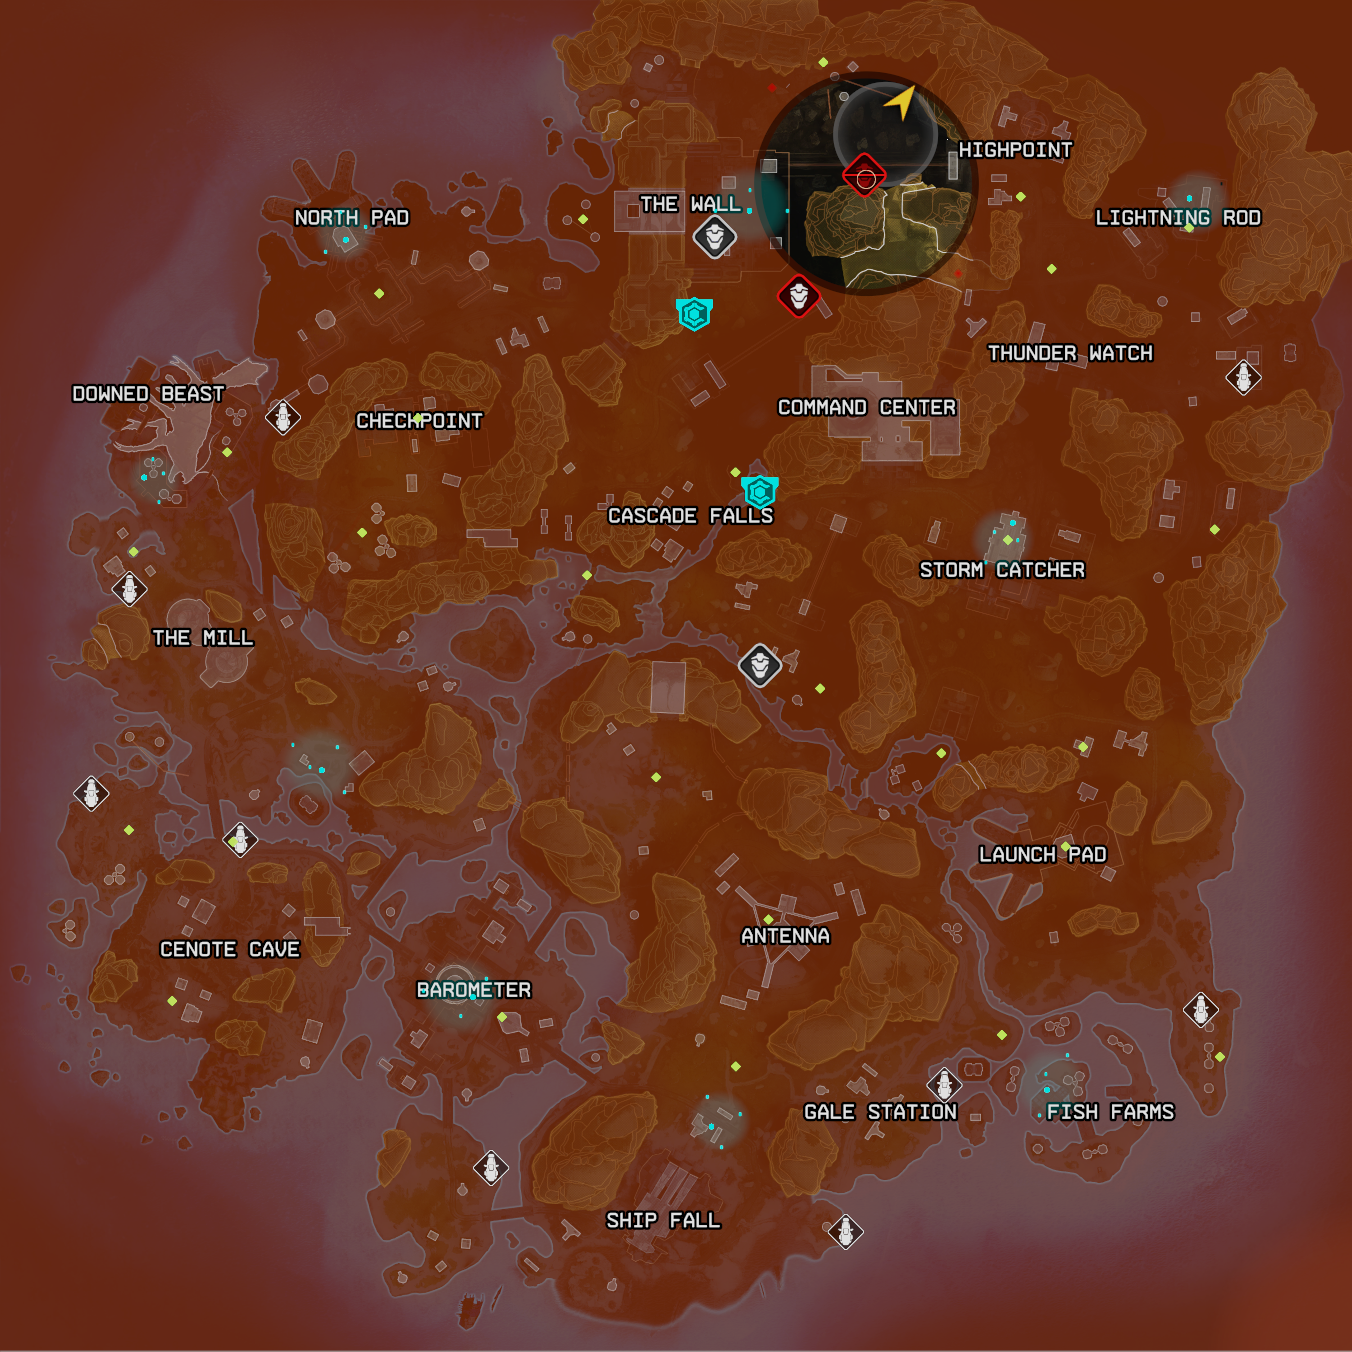 HIGHPOINT
THE WALL
NORTH PAD
LIGHTNING ROD
THUNDER WATCH
DOWNED BEAST
COMMAND CENTER
CHECKPOINT
CASCADE FALLS
STORM CATCHER
THE MILL
LAUNCH PAD
ANTENNA
CENOTE CAVE
BAROMETER
GALE STATION
FISH FARMS
SHIP FALL